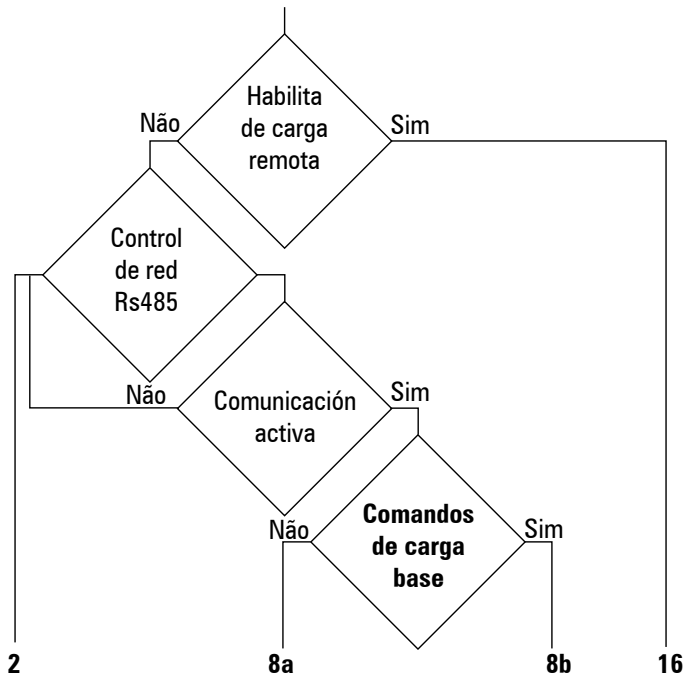 Habilita
de carga
remota
Não
Sim
Control
de red
Rs485
Não
Comunicación
activa
Sim
Não
Comandos
de carga
base
Sim
2
8a
8b
16